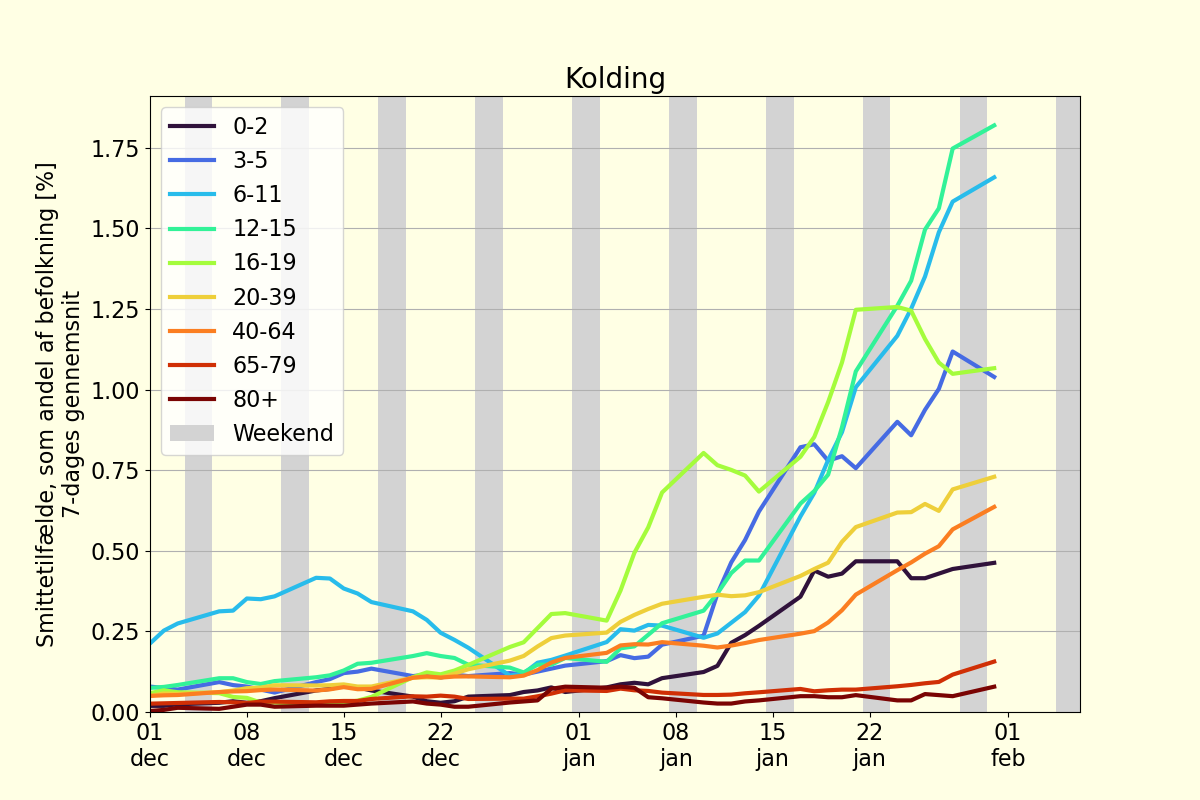 Kolding
Smittetilfælde, som andel af befolkning [%]
7-dages gennemsnit
1.75
1.50
1.25
1.00
0.75
0.50
0.25
0.00
0-2
3-5
6-11
12-15
16-19
20-39
40-64
65-79
80+
Weekend
01 08 15 22 01 08 15 22 01
dec dec dec dec jan jan jan jan feb